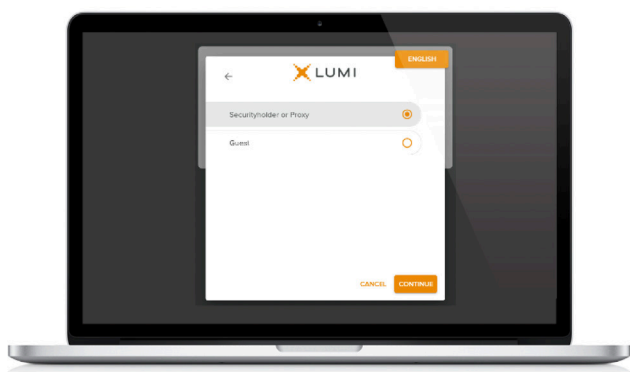 ENGLISH
LUMI
Securityholder or Proxy
Guest
CANCEL CONTINUE